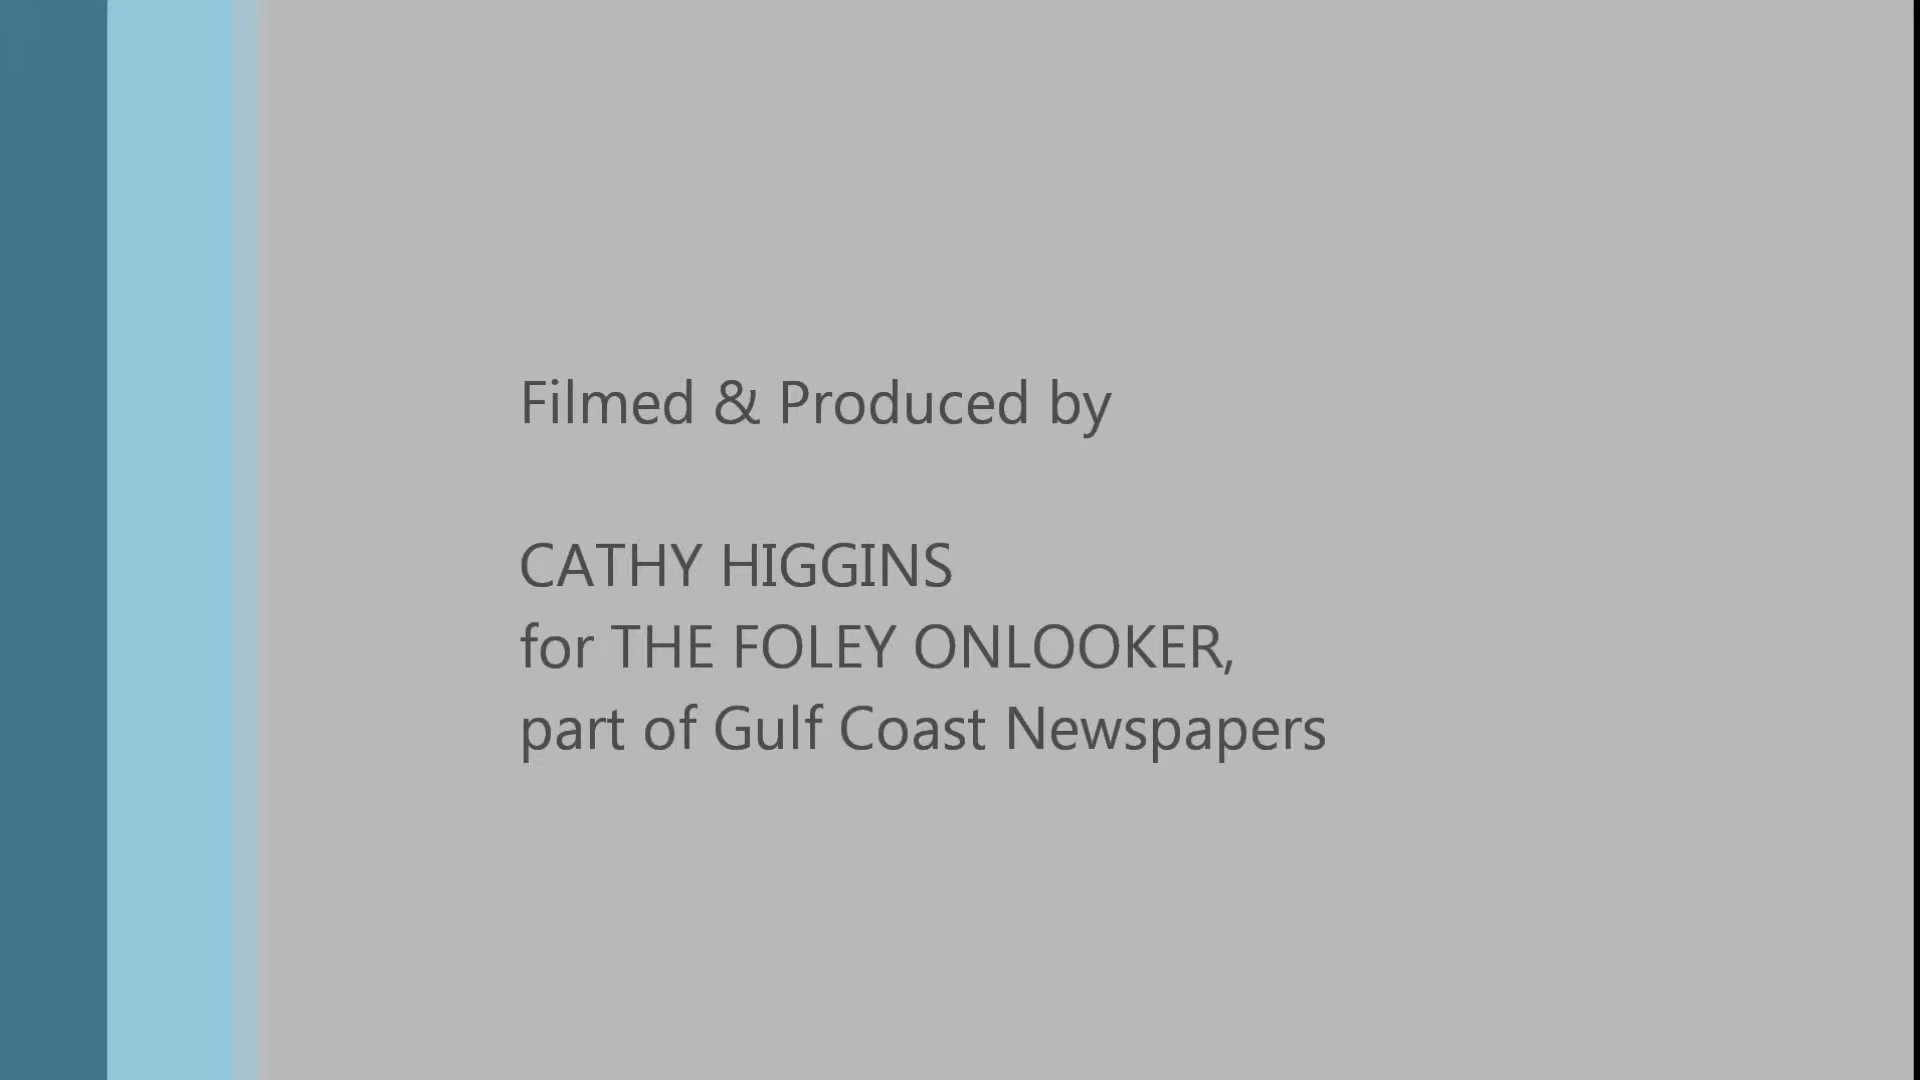 Filmed & Produced by
CATHY HIGGINS
for THE FOLEY ONLOOKER,
part of Gulf Coast Newspapers